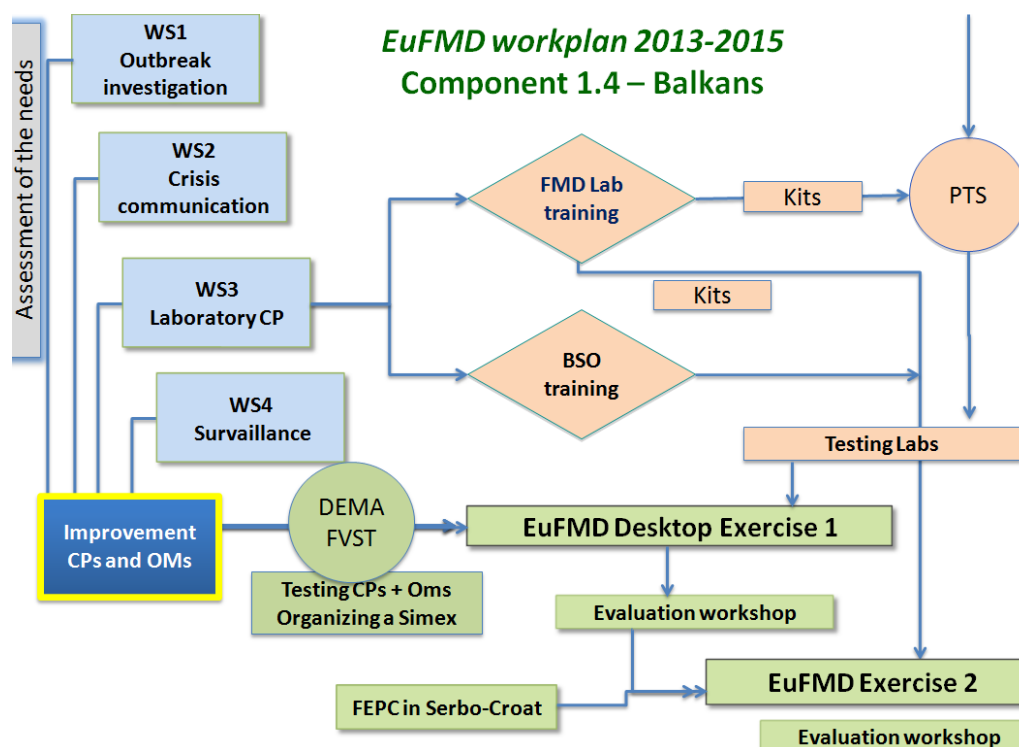 EuFMD workplan 2013-2015
Component 1.4 – Balkans
Assessment of the needs
WS1
Outbreak
investigation
WS2
Crisis
communication
WS3
Laboratory CP
WS4
Survaillance
FMD Lab
training
Kits
PTS
Kits
BSO
training
Testing Labs
Improvement
CPs and OMs
DEMA
FVST
Testing CPs + Oms
Organizing a Simex
EuFMD Desktop Exercise 1
Evaluation workshop
EuFMD Exercise 2
FEPC in Serbo-Croat
Evaluation workshop